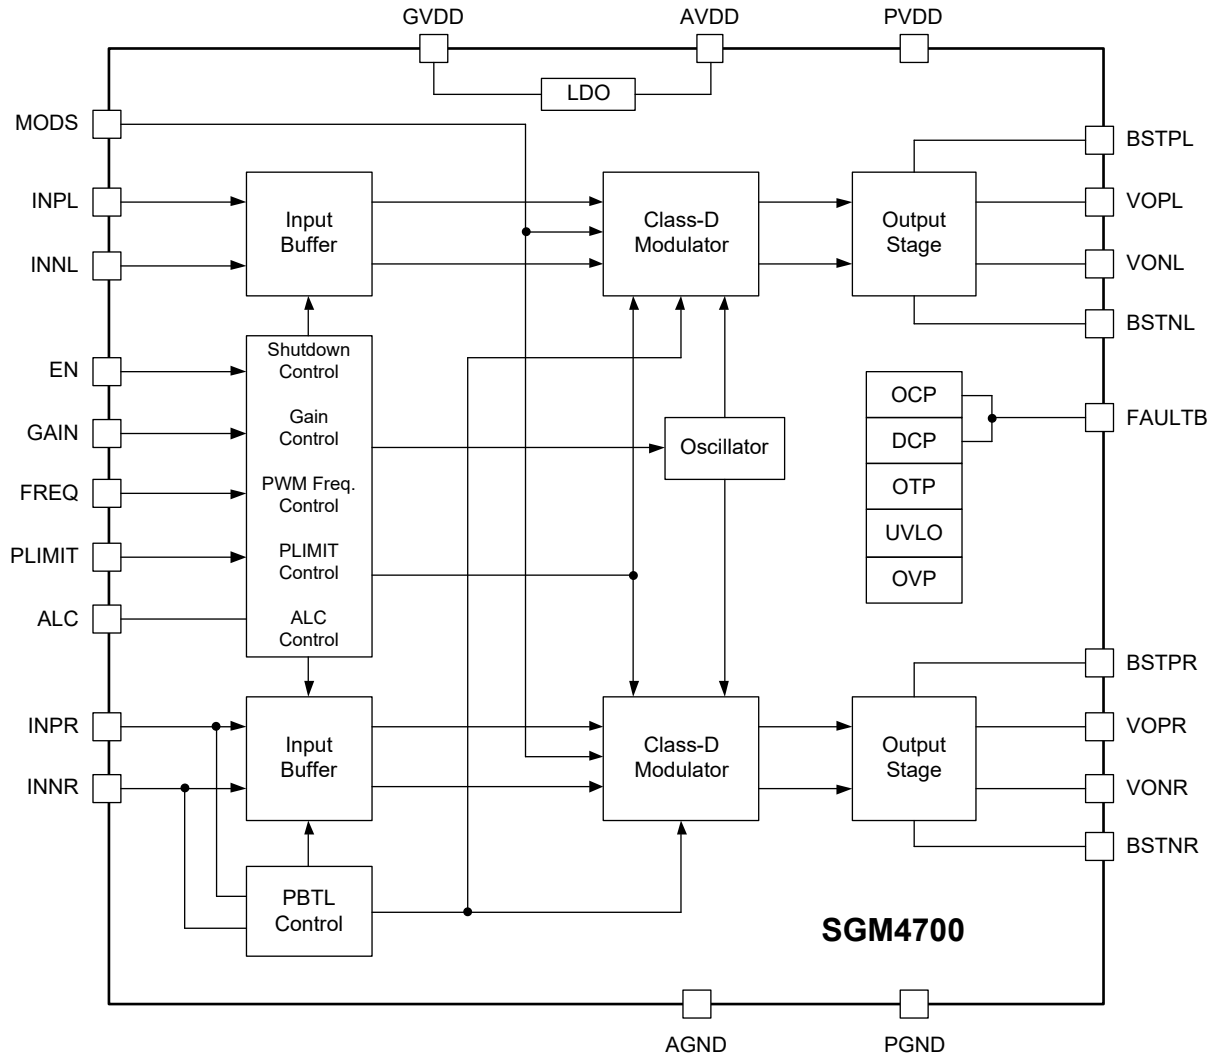 GVDD
AVDD
PVDD
LDO
MODS
BSTPL
INPL
Input
Buffer
Class-D
Modulator
Output
Stage
VOPL
INNL
VONL
BSTNL
Shutdown
Control
EN
OCP
GAIN
Gain
Control
FAULTB
DCP
Oscillator
FREQ
PWM Freq.
Control
OTP
UVLO
PLIMIT
PLIMIT
Control
OVP
ALC
ALC
Control
BSTPR
INPR
Input
Buffer
Class-D
Modulator
Output
Stage
VOPR
INNR
VONR
BSTNR
PBTL
Control
SGM4700
AGND
PGND